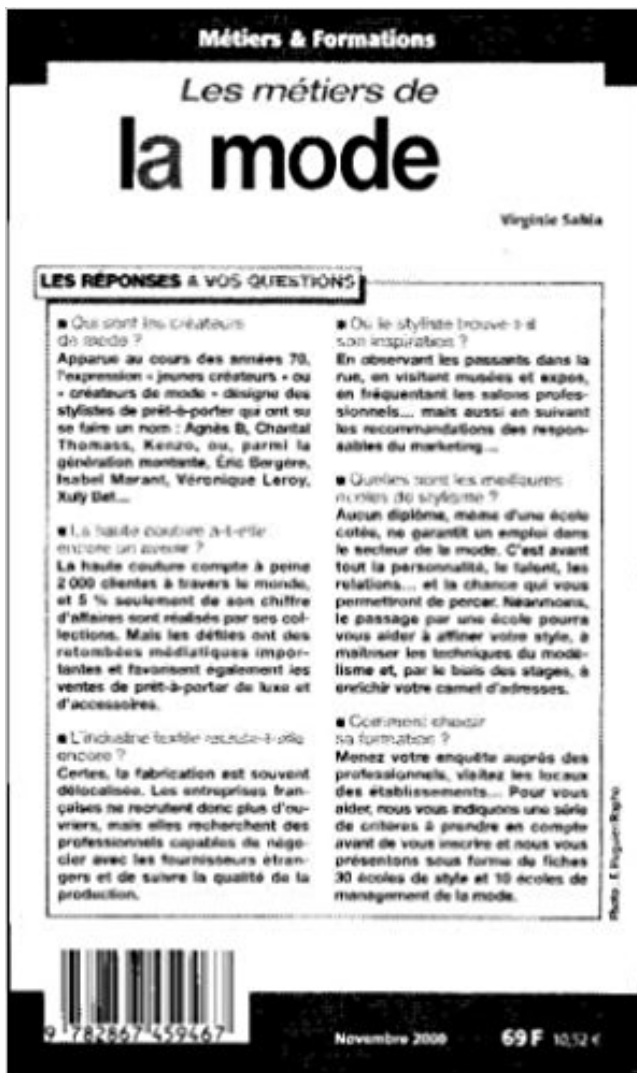 Métiers & Formations
Les métiers de
la mode
Virginie Sahla
LES RÉPONSES À VOS QUESTIONS
■ Qui sont les créateurs
de mode ?
Apparue au cours des années 70,
l'expression « jeunes créateurs » ou
« créateurs de mode » désigne des
stylistes de prêt-à-porter qui ont su
se faire un nom : Agnès B, Chantal
Thomass, Kenzo, ou, parmi la
génération montante, Éric Bergère,
Isabel Marant, Véronique Leroy,
Xuly Bet...
■ La haute couture a-t-elle
encore un avenir ?
La haute couture compte à peine
2 000 clientes à travers le monde,
et 5 % seulement de son chiffre
d'affaires sont réalisés par ses col-
lections. Mais les défilés ont des
retombées médiatiques impor-
tantes et favorisent également les
ventes de prêt-à-porter de luxe et
d'accessoires.
■ L'industrie textile recrute-t-elle
encore ?
Certes, la fabrication est souvent
délocalisée. Les entreprises fran-
çaises ne recrutent donc plus d'ou-
vriers, mais elles recherchent des
professionnels capables de négo-
cier avec les fournisseurs étran-
gers et de suivre la qualité de la
production.
■ Où le styliste trouve-t-il
son inspiration ?
En observant les passants dans la
rue, en visitant musées et expos,
en fréquentant les salons profes-
sionnels... mais aussi en suivant
les recommandations des respon-
sables du marketing...
■ Quelles sont les meilleures
écoles de stylisme ?
Aucun diplôme, même d'une école
cotée, ne garantit un emploi dans
le secteur de la mode. C'est avant
tout la personnalité, le talent, les
relations... et la chance qui vous
permettront de percer. Néanmoins,
le passage par une école pourra
vous aider à affiner votre style, à
maîtriser les techniques du modé-
lisme et, par le biais des stages, à
enrichir votre carnet d'adresses.
■ Comment choisir
sa formation ?
Menez votre enquête auprès des
professionnels, visitez les locaux
des établissements... Pour vous
aider, nous vous indiquons une série
de critères à prendre en compte
avant de vous inscrire et nous vous
présentons sous forme de fiches
30 écoles de style et 10 écoles de
management de la mode.
Photo : F. Huguier/Rapho
9 782867 459467
Novembre 2000
69 F 10,52 €